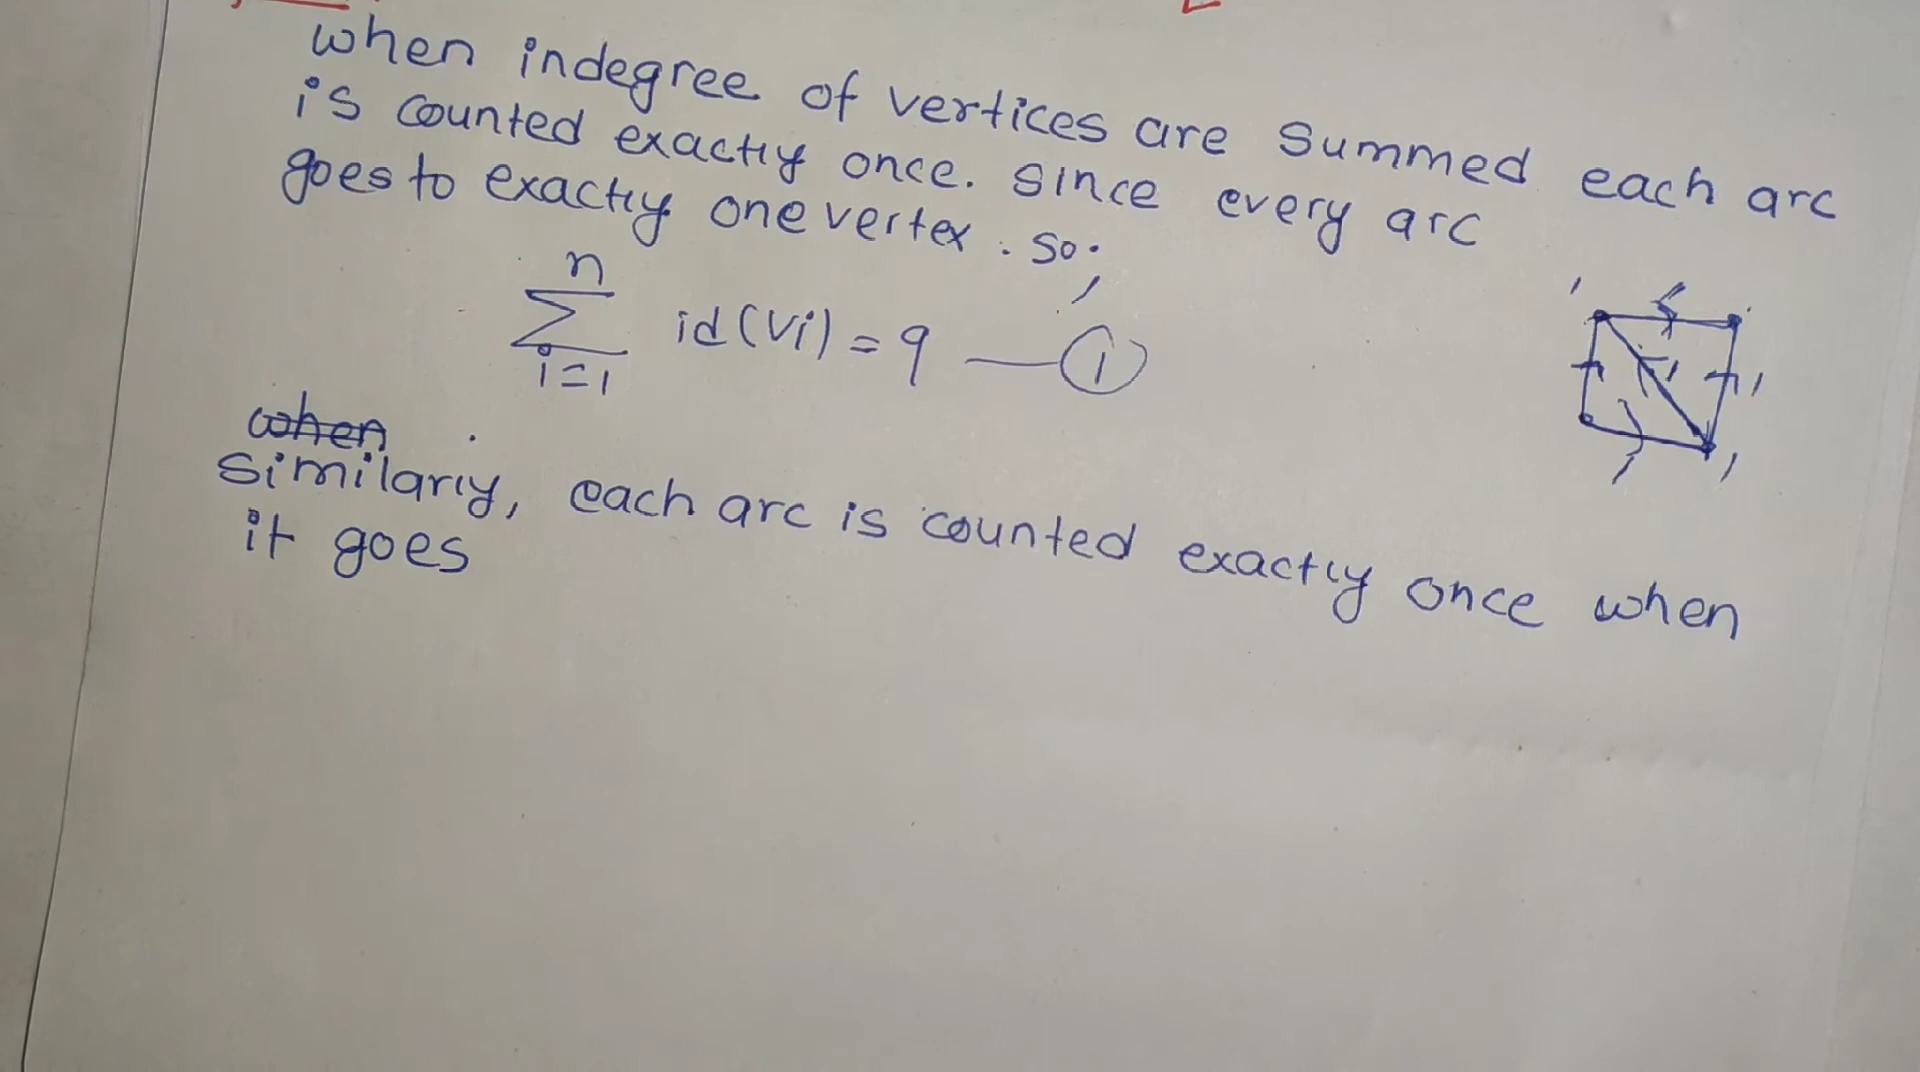 when indegree of vertices are summed each arc
is counted exactly once. since every arc
goes to exactly one vertex. so,
n
∑ id(vi) = q —①
i=1
when
similarly, each arc is counted exactly once when
it goes